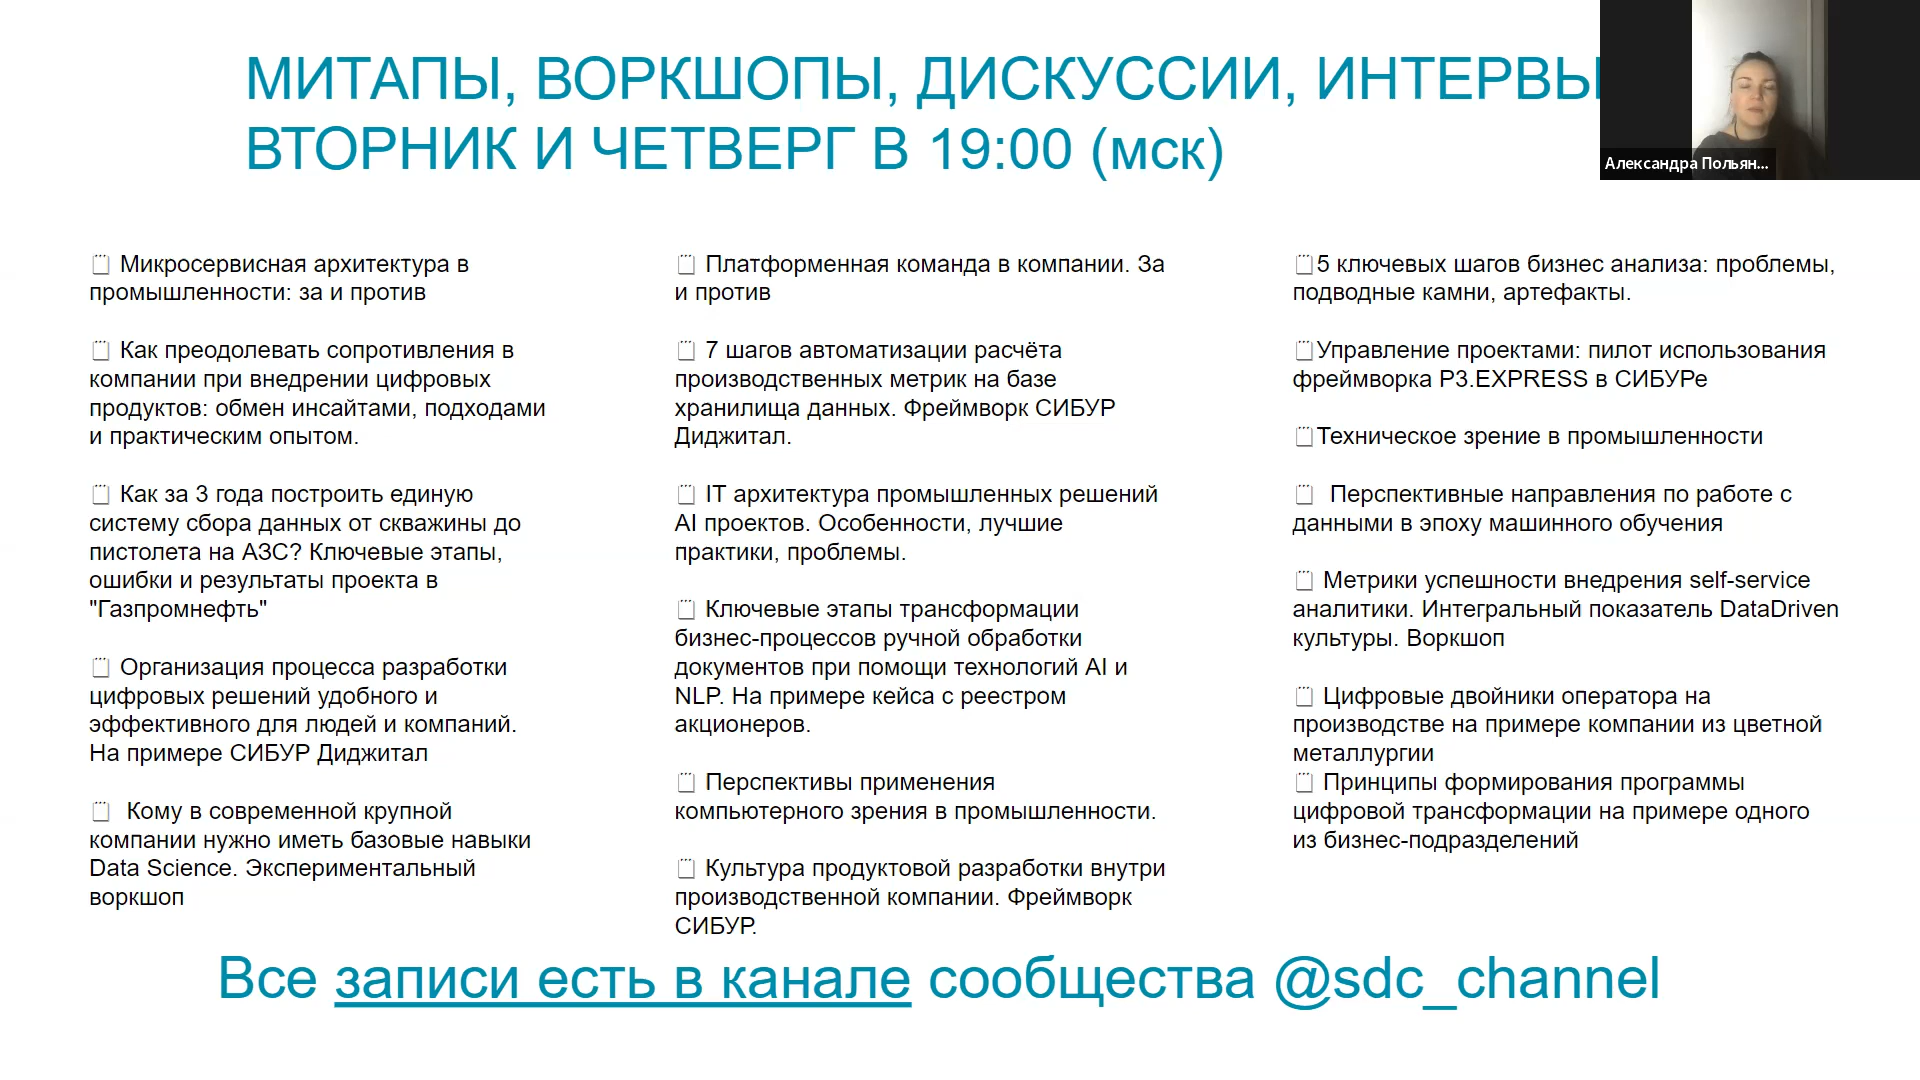 МИТАПЫ, ВОРКШОПЫ, ДИСКУССИИ, ИНТЕРВЬ
ВТОРНИК И ЧЕТВЕРГ В 19:00 (мск)
Александра Польян...
Микросервисная архитектура в
промышленности: за и против
Как преодолевать сопротивления в
компании при внедрении цифровых
продуктов: обмен инсайтами, подходами
и практическим опытом.
Как за 3 года построить единую
систему сбора данных от скважины до
пистолета на АЗС? Ключевые этапы,
ошибки и результаты проекта в
"Газпромнефть"
Организация процесса разработки
цифровых решений удобного и
эффективного для людей и компаний.
На примере СИБУР Диджитал
Кому в современной крупной
компании нужно иметь базовые навыки
Data Science. Экспериментальный
воркшоп
Платформенная команда в компании. За
и против
7 шагов автоматизации расчёта
производственных метрик на базе
хранилища данных. Фреймворк СИБУР
Диджитал.
IT архитектура промышленных решений
AI проектов. Особенности, лучшие
практики, проблемы.
Ключевые этапы трансформации
бизнес-процессов ручной обработки
документов при помощи технологий AI и
NLP. На примере кейса с реестром
акционеров.
Перспективы применения
компьютерного зрения в промышленности.
Культура продуктовой разработки внутри
производственной компании. Фреймворк
СИБУР.
5 ключевых шагов бизнес анализа: проблемы,
подводные камни, артефакты.
Управление проектами: пилот использования
фреймворка P3.EXPRESS в СИБУРе
Техническое зрение в промышленности
Перспективные направления по работе с
данными в эпоху машинного обучения
Метрики успешности внедрения self-service
аналитики. Интегральный показатель DataDriven
культуры. Воркшоп
Цифровые двойники оператора на
производстве на примере компании из цветной
металлургии
Принципы формирования программы
цифровой трансформации на примере одного
из бизнес-подразделений
Все записи есть в канале сообщества @sdc_channel